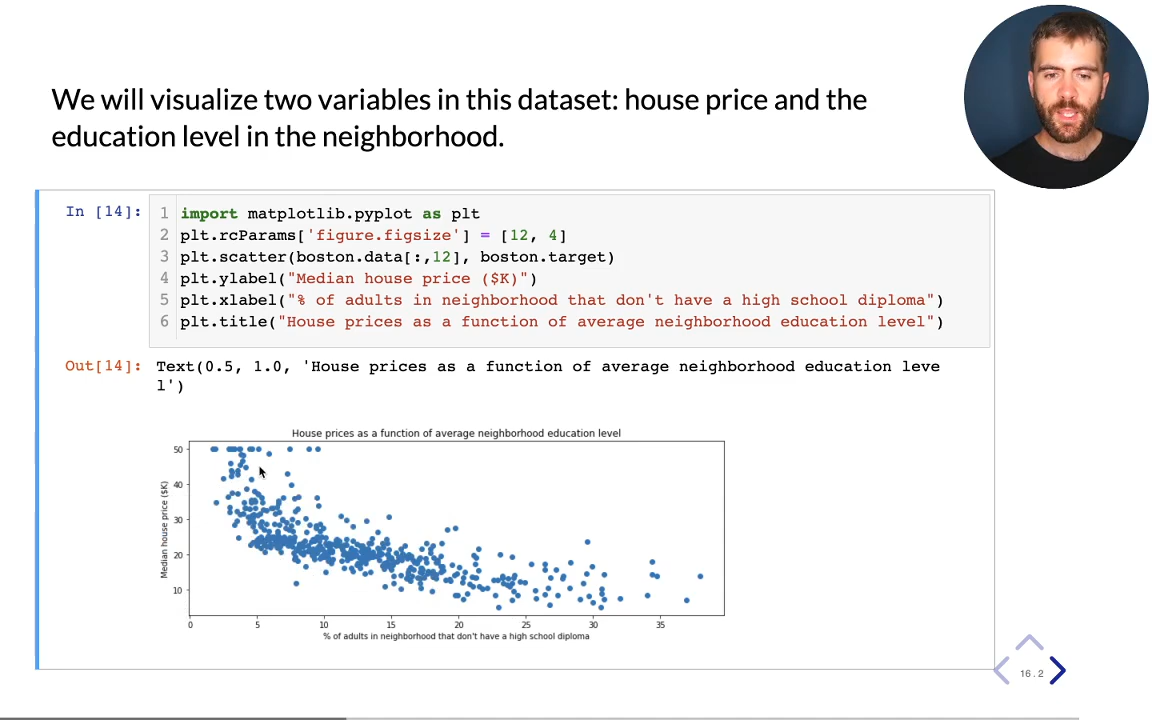 We will visualize two variables in this dataset: house price and the
education level in the neighborhood.
In [14]:
1 import matplotlib.pyplot as plt
2 plt.rcParams['figure.figsize'] = [12, 4]
3 plt.scatter(boston.data[:,12], boston.target)
4 plt.ylabel("Median house price ($K)")
5 plt.xlabel("% of adults in neighborhood that don't have a high school diploma")
6 plt.title("House prices as a function of average neighborhood education level")
Out[14]: Text(0.5, 1.0, 'House prices as a function of average neighborhood education leve
l')
House prices as a function of average neighborhood education level
Median house price ($K)
50
40
30
20
10
0 5 10 15 20 25 30 35
% of adults in neighborhood that don't have a high school diploma
16.2